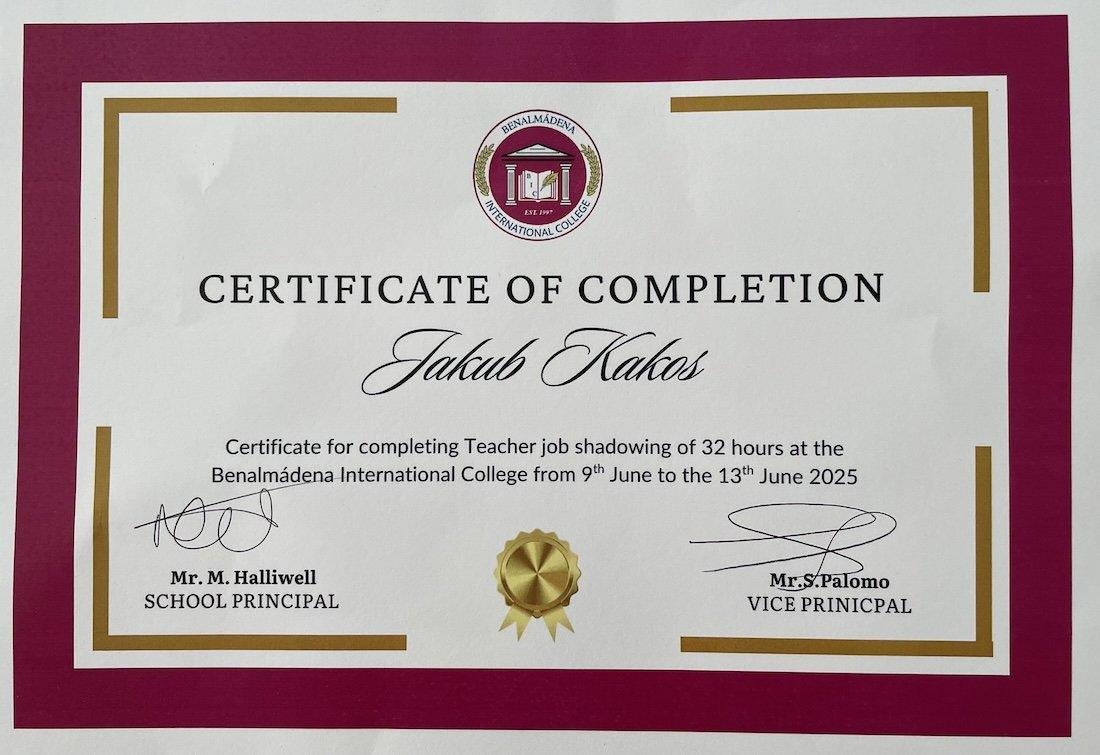 BENALMÁDENA
B I C
EST. 1997
INTERNATIONAL COLLEGE
CERTIFICATE OF COMPLETION
Jakub Kakos
Certificate for completing Teacher job shadowing of 32 hours at the
Benalmádena International College from 9th June to the 13th June 2025
Mr. M. Halliwell
SCHOOL PRINCIPAL
Mr.S.Palomo
VICE PRINICPAL